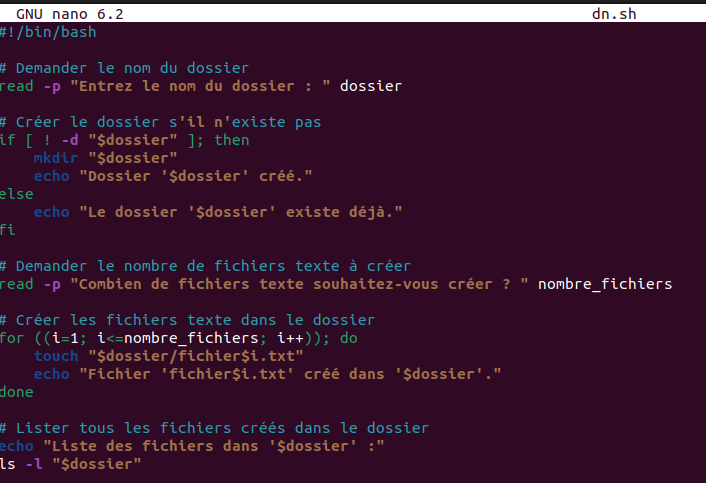 GNU nano 6.2 dn.sh
#!/bin/bash
# Demander le nom du dossier
read -p "Entrez le nom du dossier : " dossier
# Créer le dossier s'il n'existe pas
if [ ! -d "$dossier" ]; then
    mkdir "$dossier"
    echo "Dossier '$dossier' créé."
else
    echo "Le dossier '$dossier' existe déjà."
fi
# Demander le nombre de fichiers texte à créer
read -p "Combien de fichiers texte souhaitez-vous créer ? " nombre_fichiers
# Créer les fichiers texte dans le dossier
for ((i=1; i<=nombre_fichiers; i++)); do
    touch "$dossier/fichier$i.txt"
    echo "Fichier 'fichier$i.txt' créé dans '$dossier'."
done
# Lister tous les fichiers créés dans le dossier
echo "Liste des fichiers dans '$dossier' :"
ls -l "$dossier"